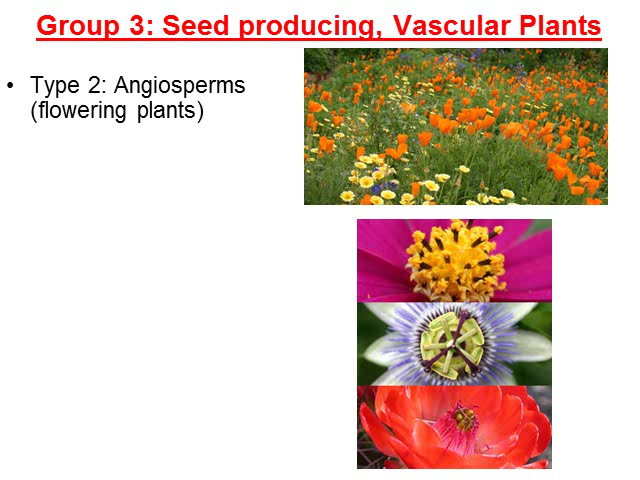 Group 3: Seed producing, Vascular Plants
• Type 2: Angiosperms
(flowering plants)